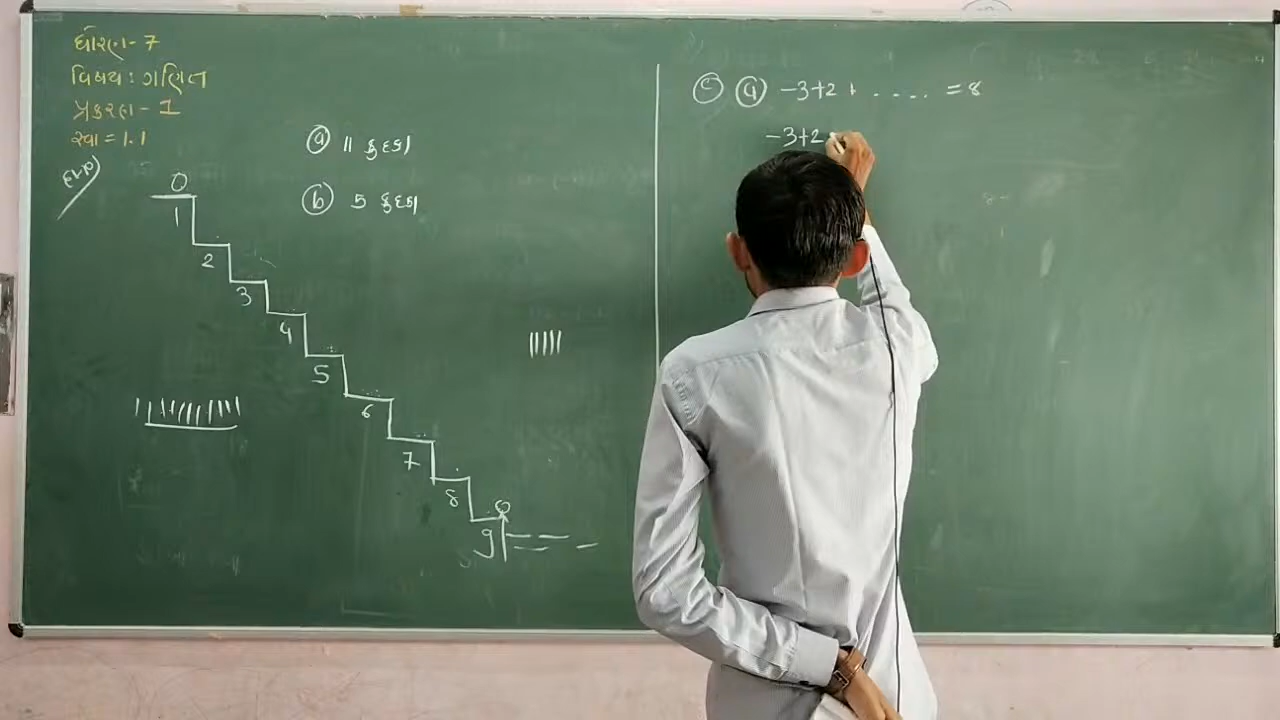 ધોરણ- 7
વિષય : ગણિત
પ્રકરણ - 1
સ્વા = 1.1
0
1
2
3
4
5
6
7
8
9
ⓐ 11 કુદકા
ⓑ 5 કુદકા
ⓒ ⓐ -3+2 + .... = 8
-3+2